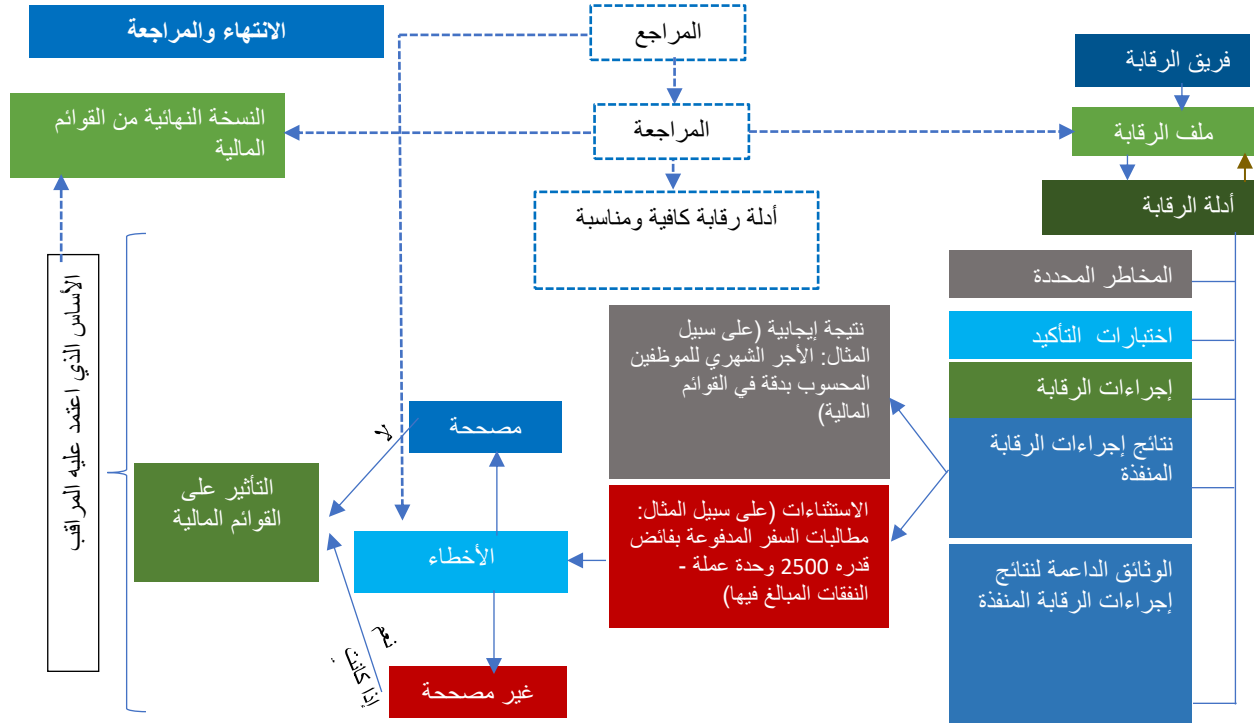 الانتهاء والمراجعة
المراجع
فريق الرقابة
النسخة النهائية من القوائم
المالية
المراجعة
ملف الرقابة
أدلة رقابة كافية ومناسبة
أدلة الرقابة
المخاطر المحددة
نتيجة إيجابية (على سبيل
المثال: الأجر الشهري للموظفين
المحسوب بدقة في القوائم
المالية)
اختبارات التأكيد
إجراءات الرقابة
نتائج إجراءات الرقابة
المنفذة
مصححة
لا
التأثير على
القوائم المالية
الأساس الذي اعتمد عليه المراقب
الاستثناءات (على سبيل المثال:
مطالبات السفر المدفوعة بفائض
قدره 2500 وحدة عملة -
النفقات المبالغ فيها)
الأخطاء
الوثائق الداعمة لنتائج
إجراءات الرقابة المنفذة
نعم
إذا كانت
غير مصححة